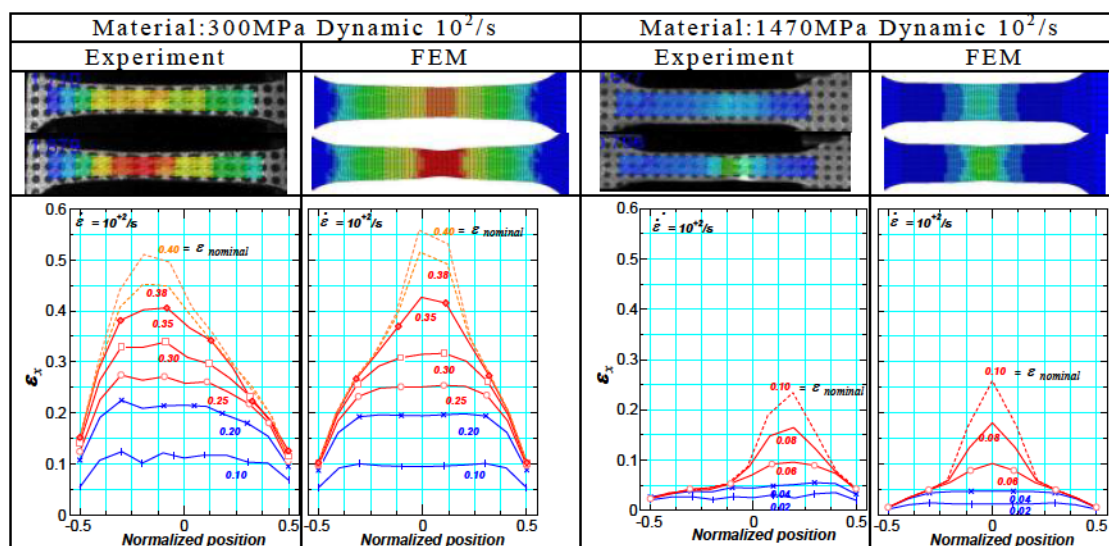 Material:300MPa Dynamic 10²/s
Material:1470MPa Dynamic 10²/s
Experiment
FEM
Experiment
FEM
0.6
0.5
0.4
0.3
0.2
0.1
0
εₓ
ε̇ = 10⁺²/s
0.40 = ε nominal
0.38
0.35
0.30
0.25
0.20
0.10
-0.5
0
0.5
Normalized position
ε̇ = 10⁺²/s
0.40 = ε nominal
0.38
0.35
0.30
0.25
0.20
0.10
-0.5
0
0.5
Normalized position
0.6
0.5
0.4
0.3
0.2
0.1
0.0
εₓ
ε̇ = 10⁺²/s
0.10 = ε nominal
0.08
0.06
0.04
0.02
-0.5
0
0.5
Normalized position
ε̇ = 10⁺²/s
0.10 = ε nominal
0.08
0.06
0.04
0.02
-0.5
0
0.5
Normalized position